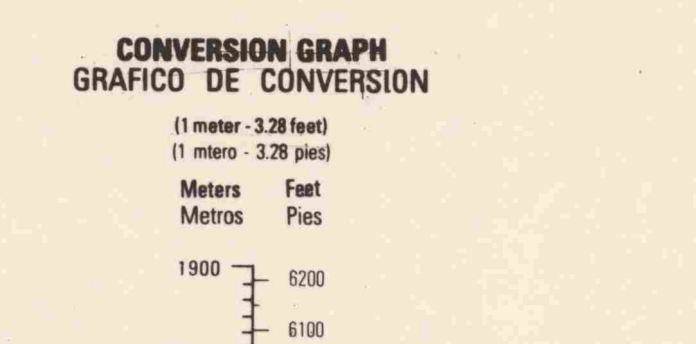 CONVERSION GRAPH
GRAFICO DE CONVERSION
(1 meter - 3.28 feet)
(1 mtero - 3.28 pies)
Meters Feet
Metros Pies
1900 6200
6100